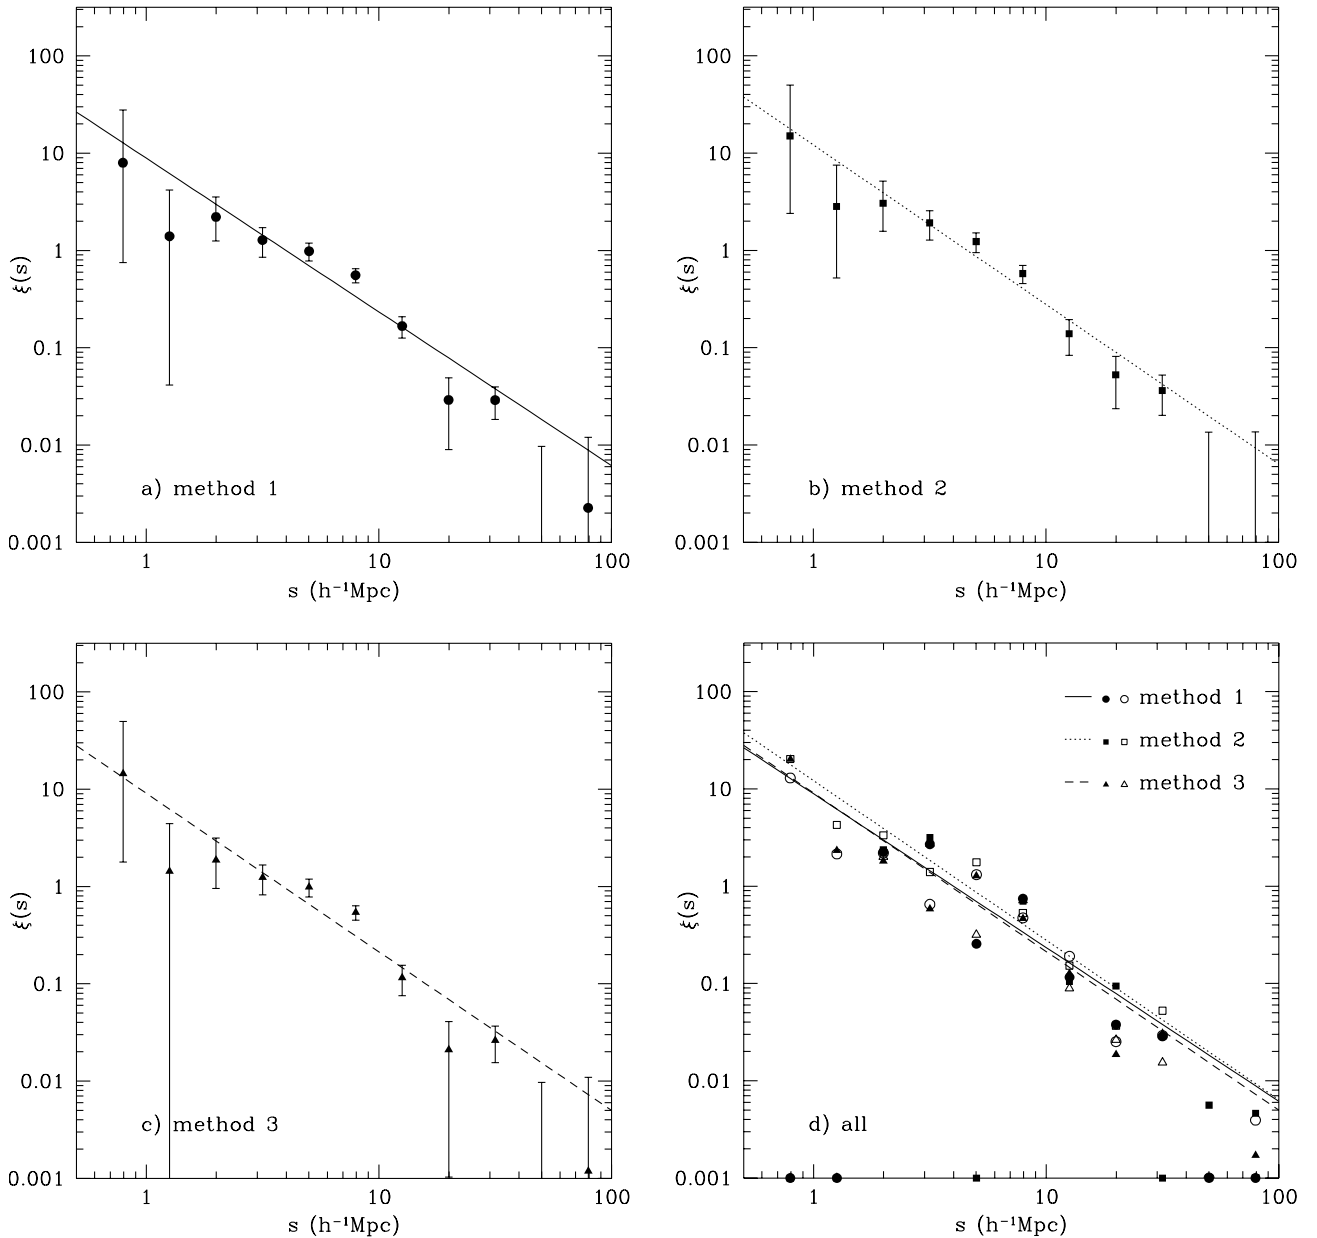 100
10
1
0.1
0.01
0.001
ξ(s)
a) method 1
1 10 100
s (h⁻¹Mpc)
100
10
1
0.1
0.01
0.001
ξ(s)
b) method 2
1 10 100
s (h⁻¹Mpc)
100
10
1
0.1
0.01
0.001
ξ(s)
c) method 3
1 10 100
s (h⁻¹Mpc)
100
10
1
0.1
0.01
0.001
ξ(s)
method 1
method 2
method 3
d) all
1 10 100
s (h⁻¹Mpc)